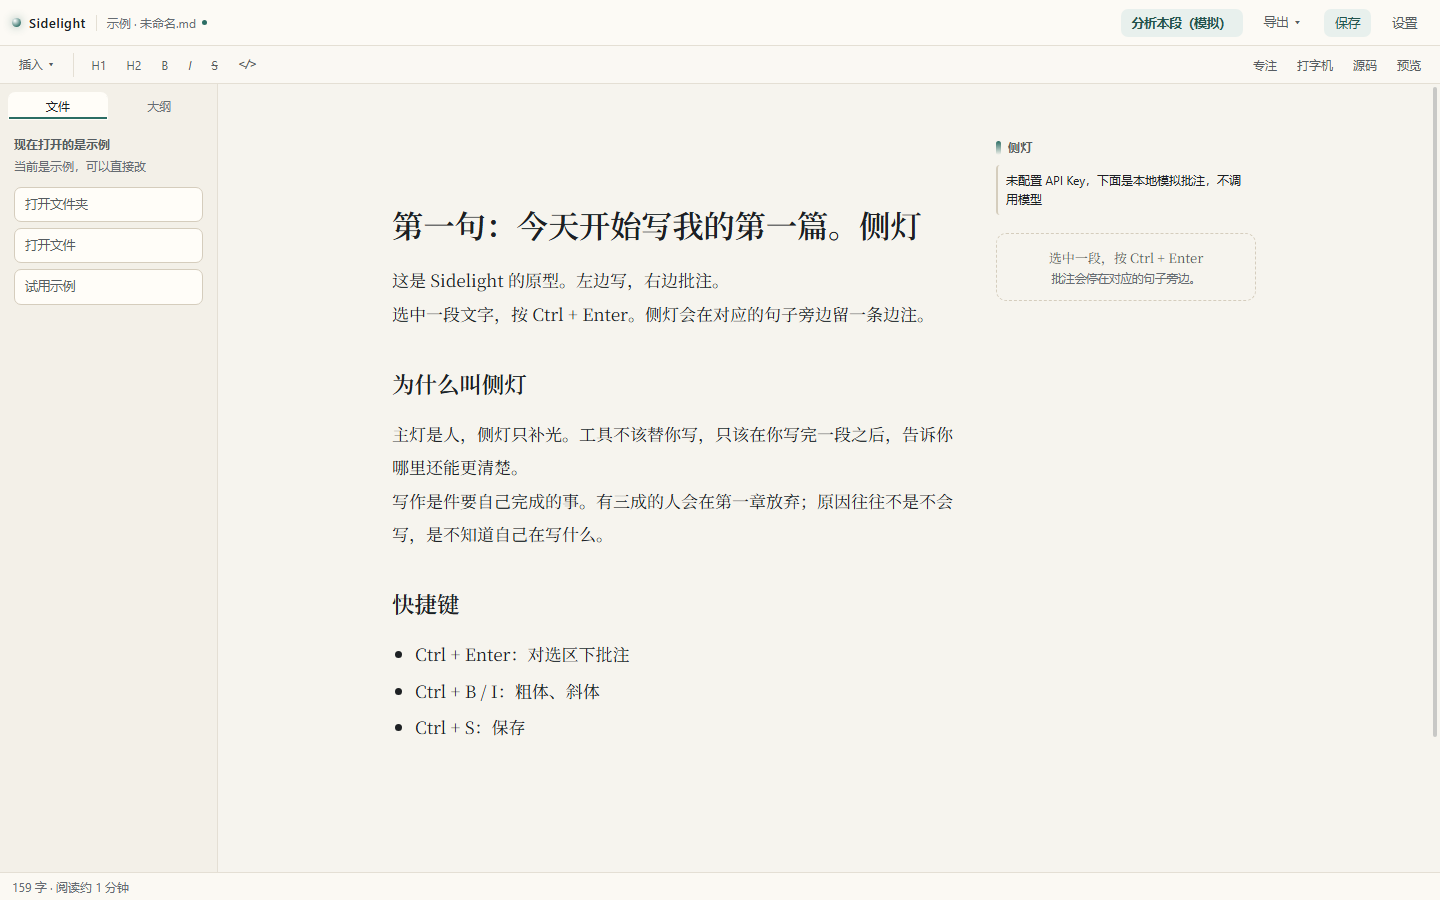 Sidelight
示例 · 未命名.md
分析本段（模拟）
导出
保存
设置
插入
H1
H2
B
I
S
</>
专注
打字机
源码
预览
文件
大纲
现在打开的是示例
当前是示例，可以直接改
打开文件夹
打开文件
试用示例
第一句：今天开始写我的第一篇。侧灯
这是 Sidelight 的原型。左边写，右边批注。
选中一段文字，按 Ctrl + Enter。侧灯会在对应的句子旁边留一条边注。
为什么叫侧灯
主灯是人，侧灯只补光。工具不该替你写，只该在你写完一段之后，告诉你
哪里还能更清楚。
写作是件要自己完成的事。有三成的人会在第一章放弃；原因往往不是不会
写，是不知道自己在写什么。
快捷键
Ctrl + Enter：对选区下批注
Ctrl + B / I：粗体、斜体
Ctrl + S：保存
侧灯
未配置 API Key，下面是本地模拟批注，不调
用模型
选中一段，按 Ctrl + Enter
批注会停在对应的句子旁边。
159 字 · 阅读约 1 分钟